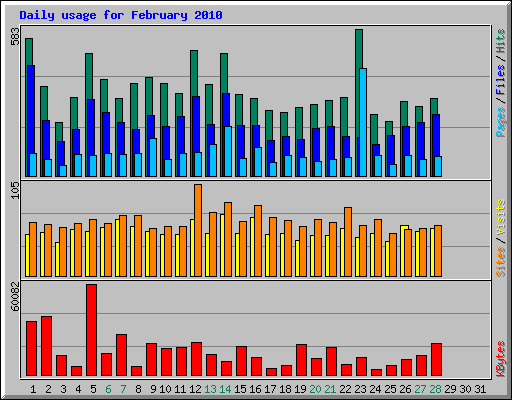 Daily usage for February 2010
583
Pages / Files / Hits
105
Sites / Visits
60082
KBytes
1 2 3 4 5 6 7 8 9 10 11 12 13 14 15 16 17 18 19 20 21 22 23 24 25 26 27 28 29 30 31